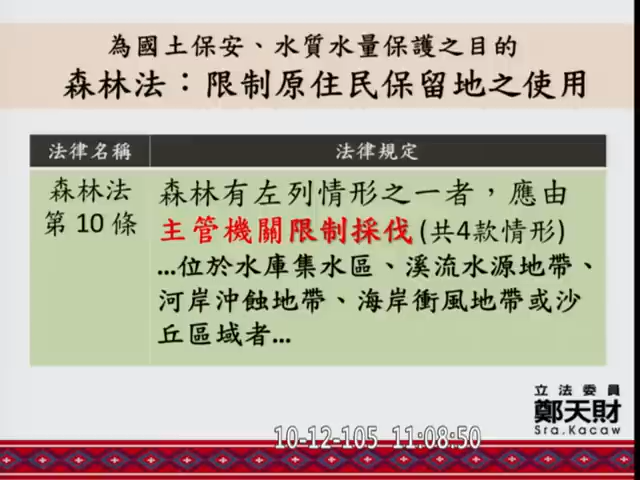 為國土保安、水質水量保護之目的
森林法：限制原住民保留地之使用
法律名稱 法律規定
森林法
第 10 條
森林有左列情形之一者，應由
主管機關限制採伐 (共4款情形)
…位於水庫集水區、溪流水源地帶、
河岸沖蝕地帶、海岸衝風地帶或沙
丘區域者…
立法委員
鄭天財
Sra.Kacaw
10-12-105 11:08:50